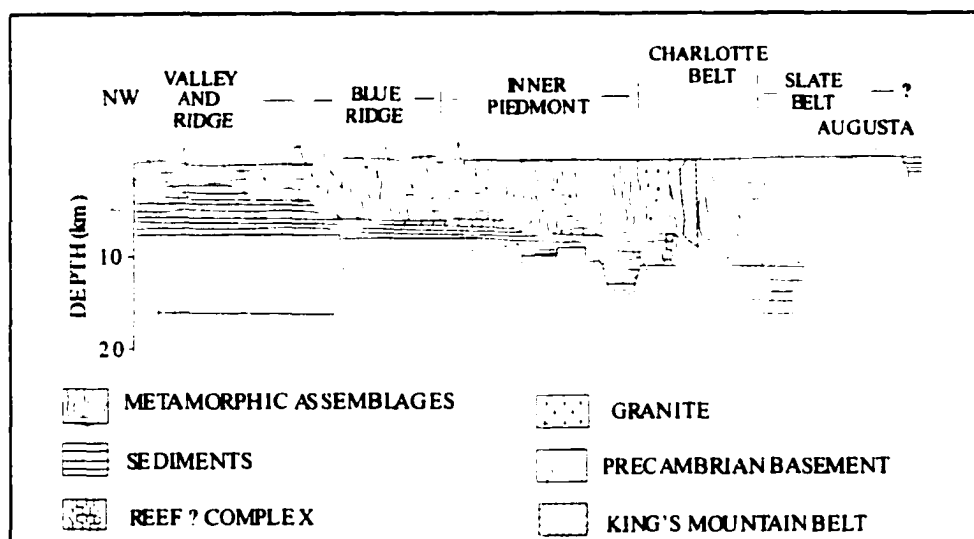 NW
VALLEY
AND
RIDGE
BLUE
RIDGE
INNER
PIEDMONT
CHARLOTTE
BELT
SLATE
BELT
?
AUGUSTA
DEPTH (km)
10
20
METAMORPHIC ASSEMBLAGES
SEDIMENTS
REEF ? COMPLEX
GRANITE
PRECAMBRIAN BASEMENT
KING'S MOUNTAIN BELT